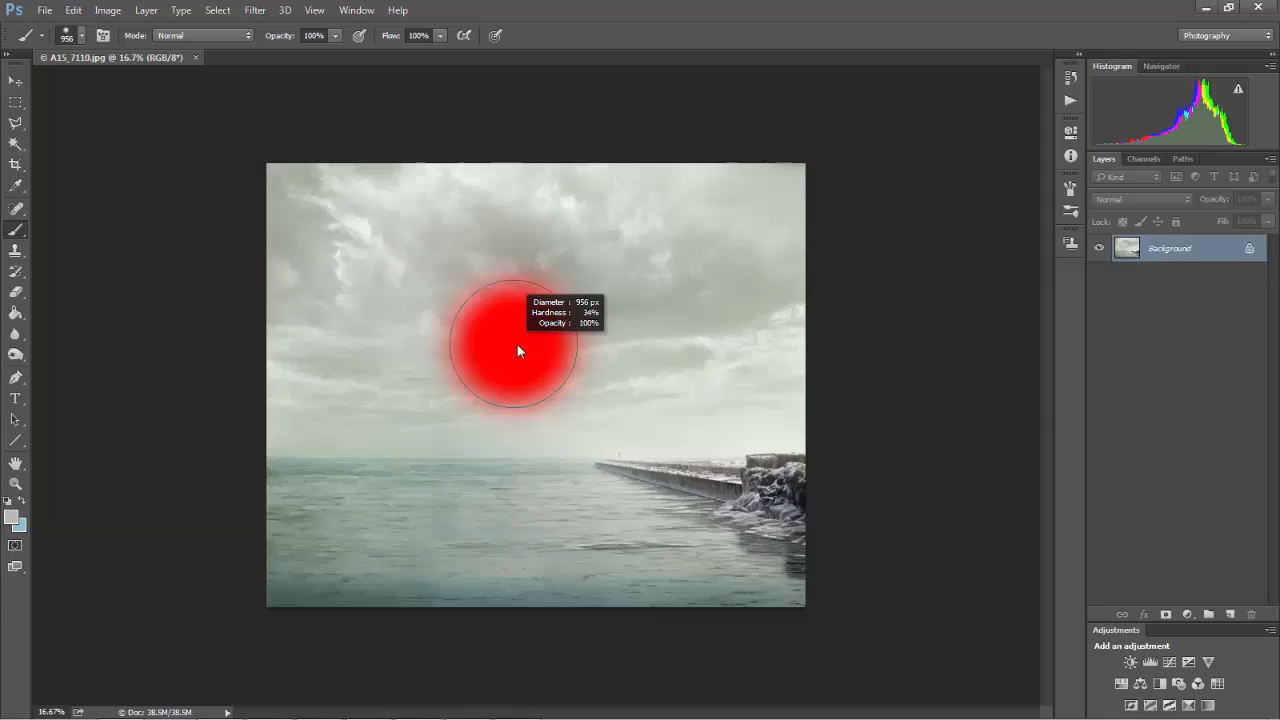 Ps File Edit Image Layer Type Select Filter 3D View Window Help
956 Mode: Normal Opacity: 100% Flow: 100% Photography
© A15_7110.jpg @ 16.7% (RGB/8*) ×
Histogram Navigator
Layers Channels Paths
Kind
Normal Opacity: 100%
Lock: Fill: 100%
Background
Diameter : 956 px
Hardness : 34%
Opacity : 100%
Adjustments
Add an adjustment
16.67% Doc: 38.5M/38.5M